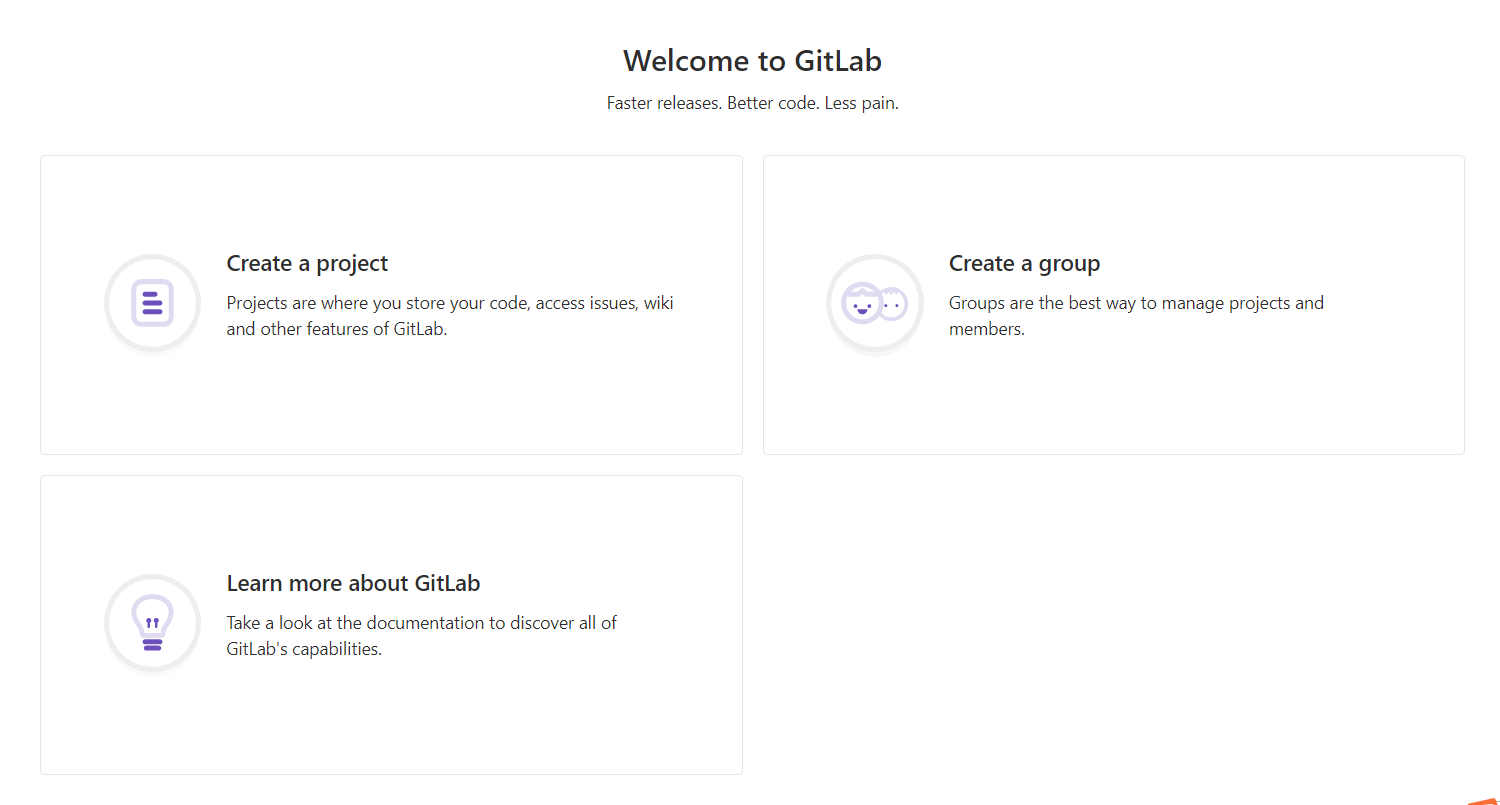 Welcome to GitLab
Faster releases. Better code. Less pain.
Create a project
Projects are where you store your code, access issues, wiki
and other features of GitLab.
Create a group
Groups are the best way to manage projects and
members.
Learn more about GitLab
Take a look at the documentation to discover all of
GitLab's capabilities.